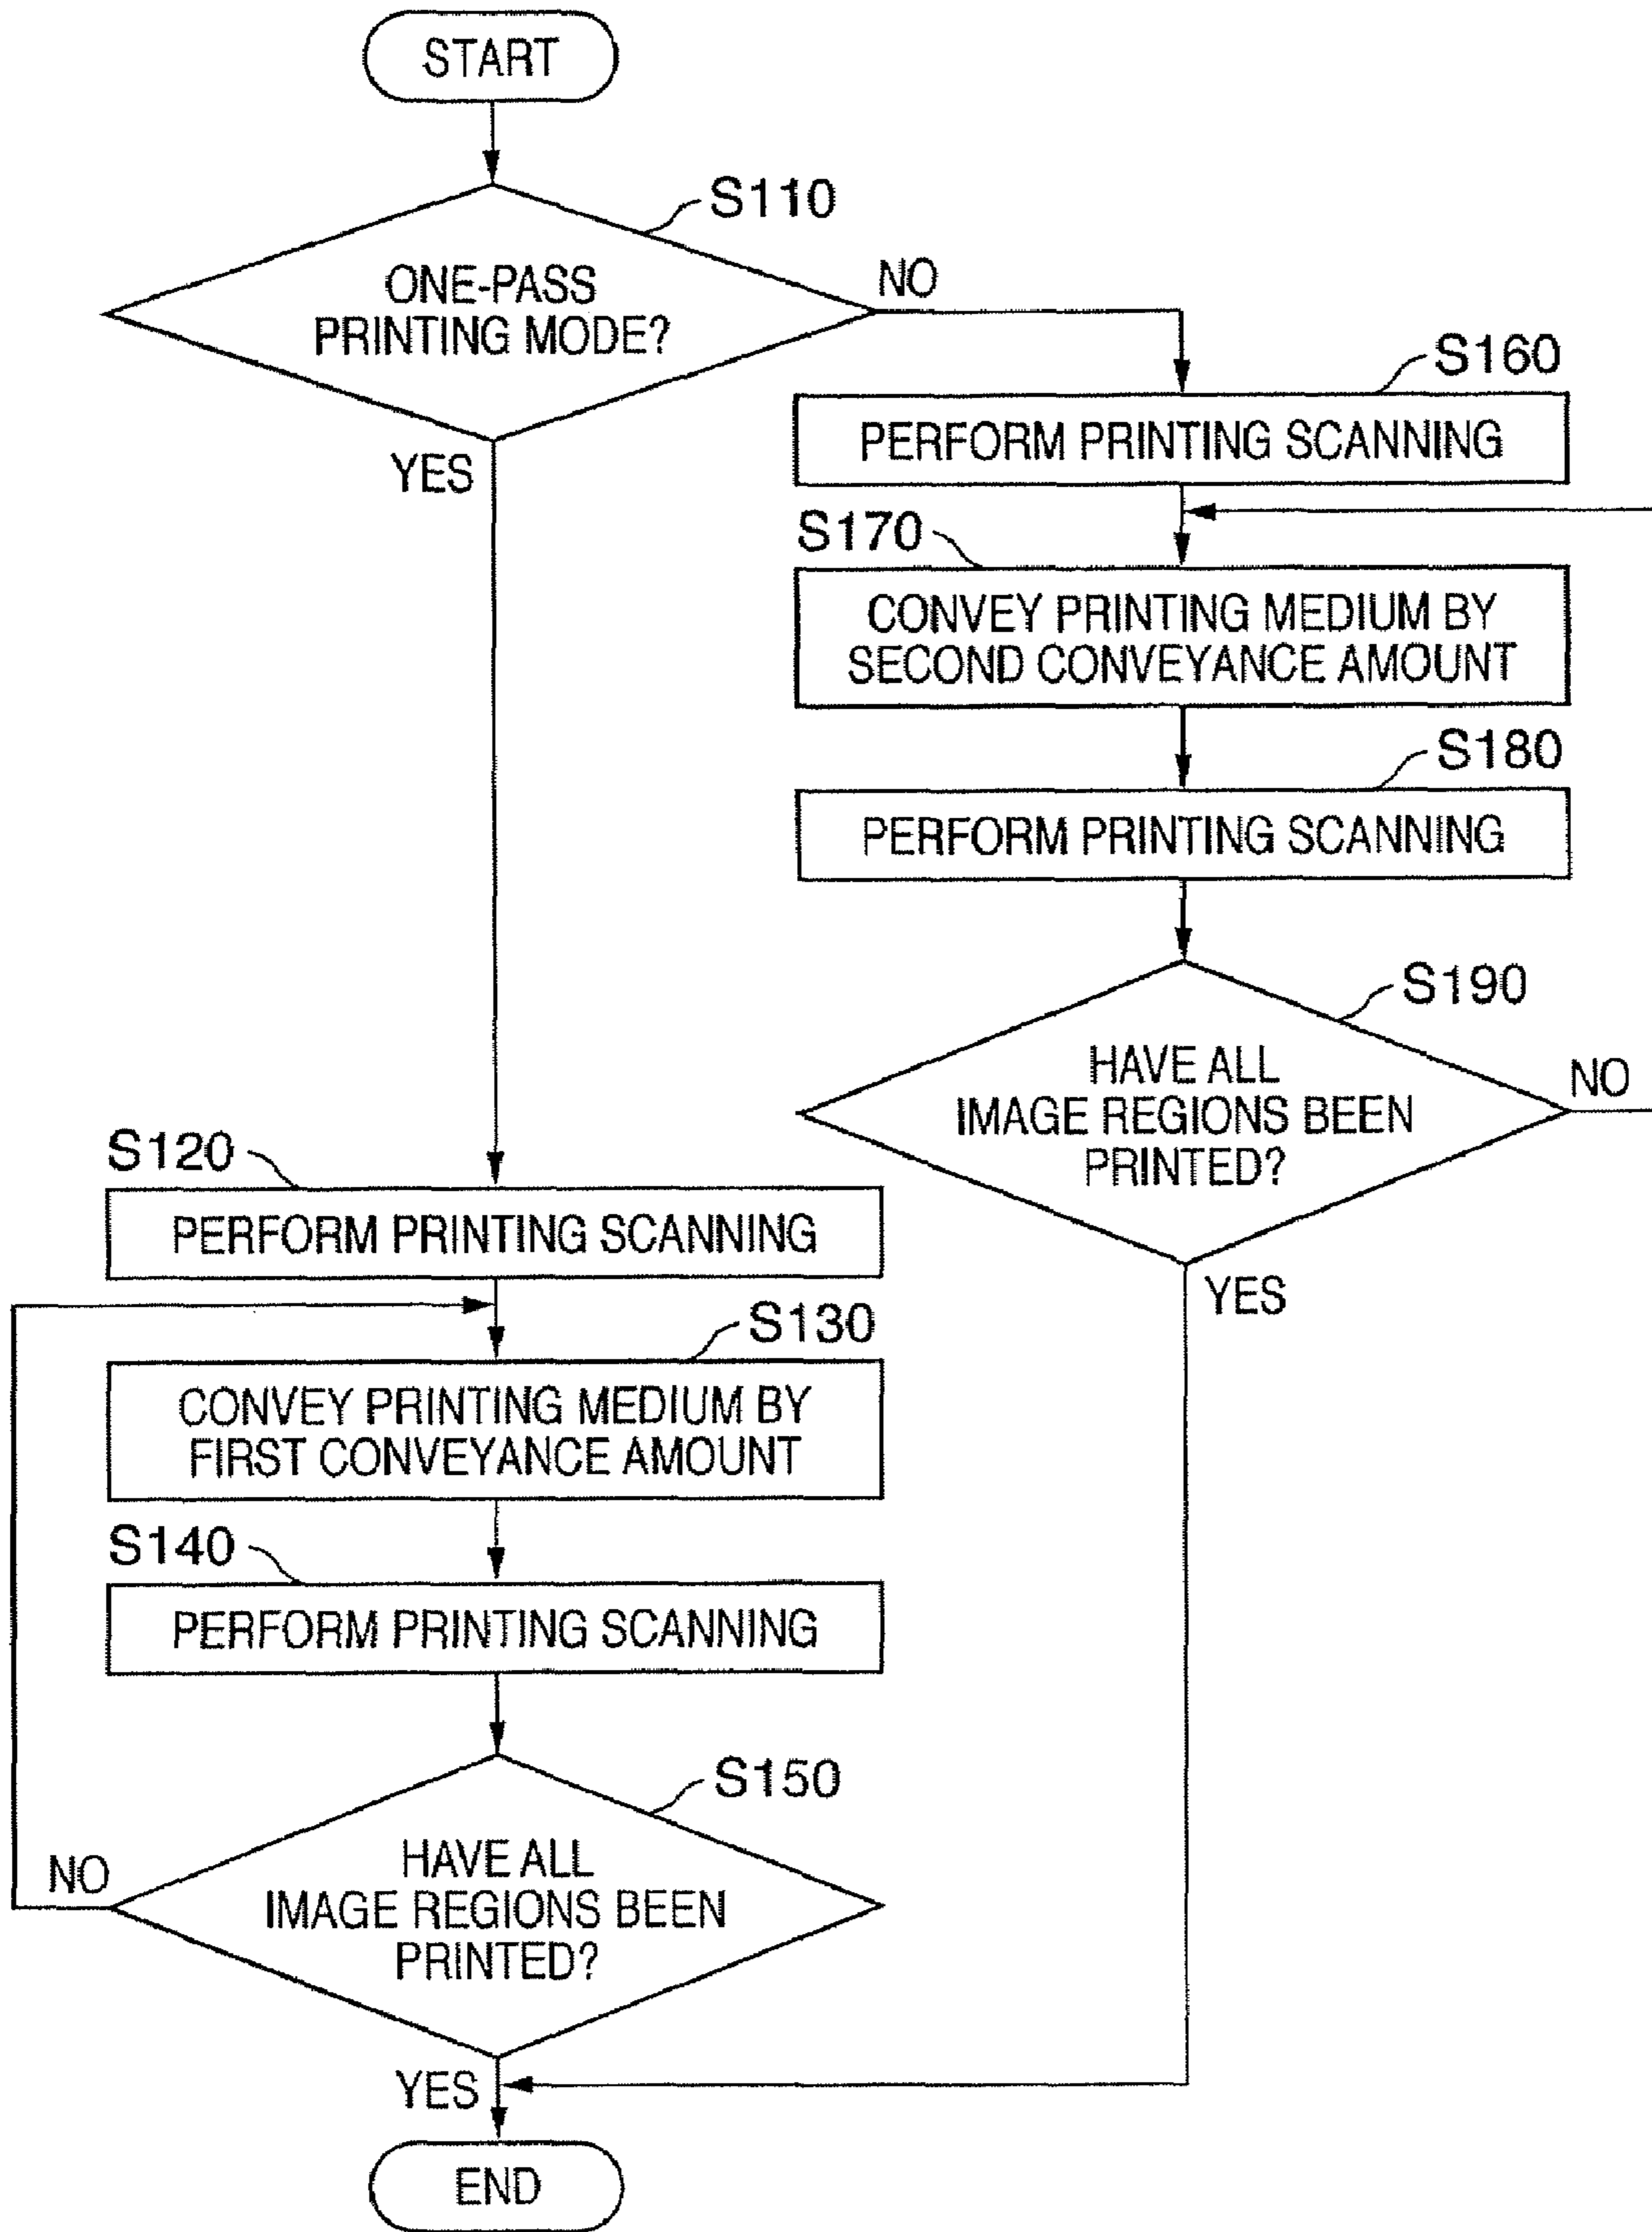 START
S110
ONE-PASS
PRINTING MODE?
NO
YES
S160
PERFORM PRINTING SCANNING
S170
CONVEY PRINTING MEDIUM BY
SECOND CONVEYANCE AMOUNT
S180
PERFORM PRINTING SCANNING
S190
HAVE ALL
IMAGE REGIONS BEEN
PRINTED?
NO
YES
S120
PERFORM PRINTING SCANNING
S130
CONVEY PRINTING MEDIUM BY
FIRST CONVEYANCE AMOUNT
S140
PERFORM PRINTING SCANNING
S150
HAVE ALL
IMAGE REGIONS BEEN
PRINTED?
NO
YES
END